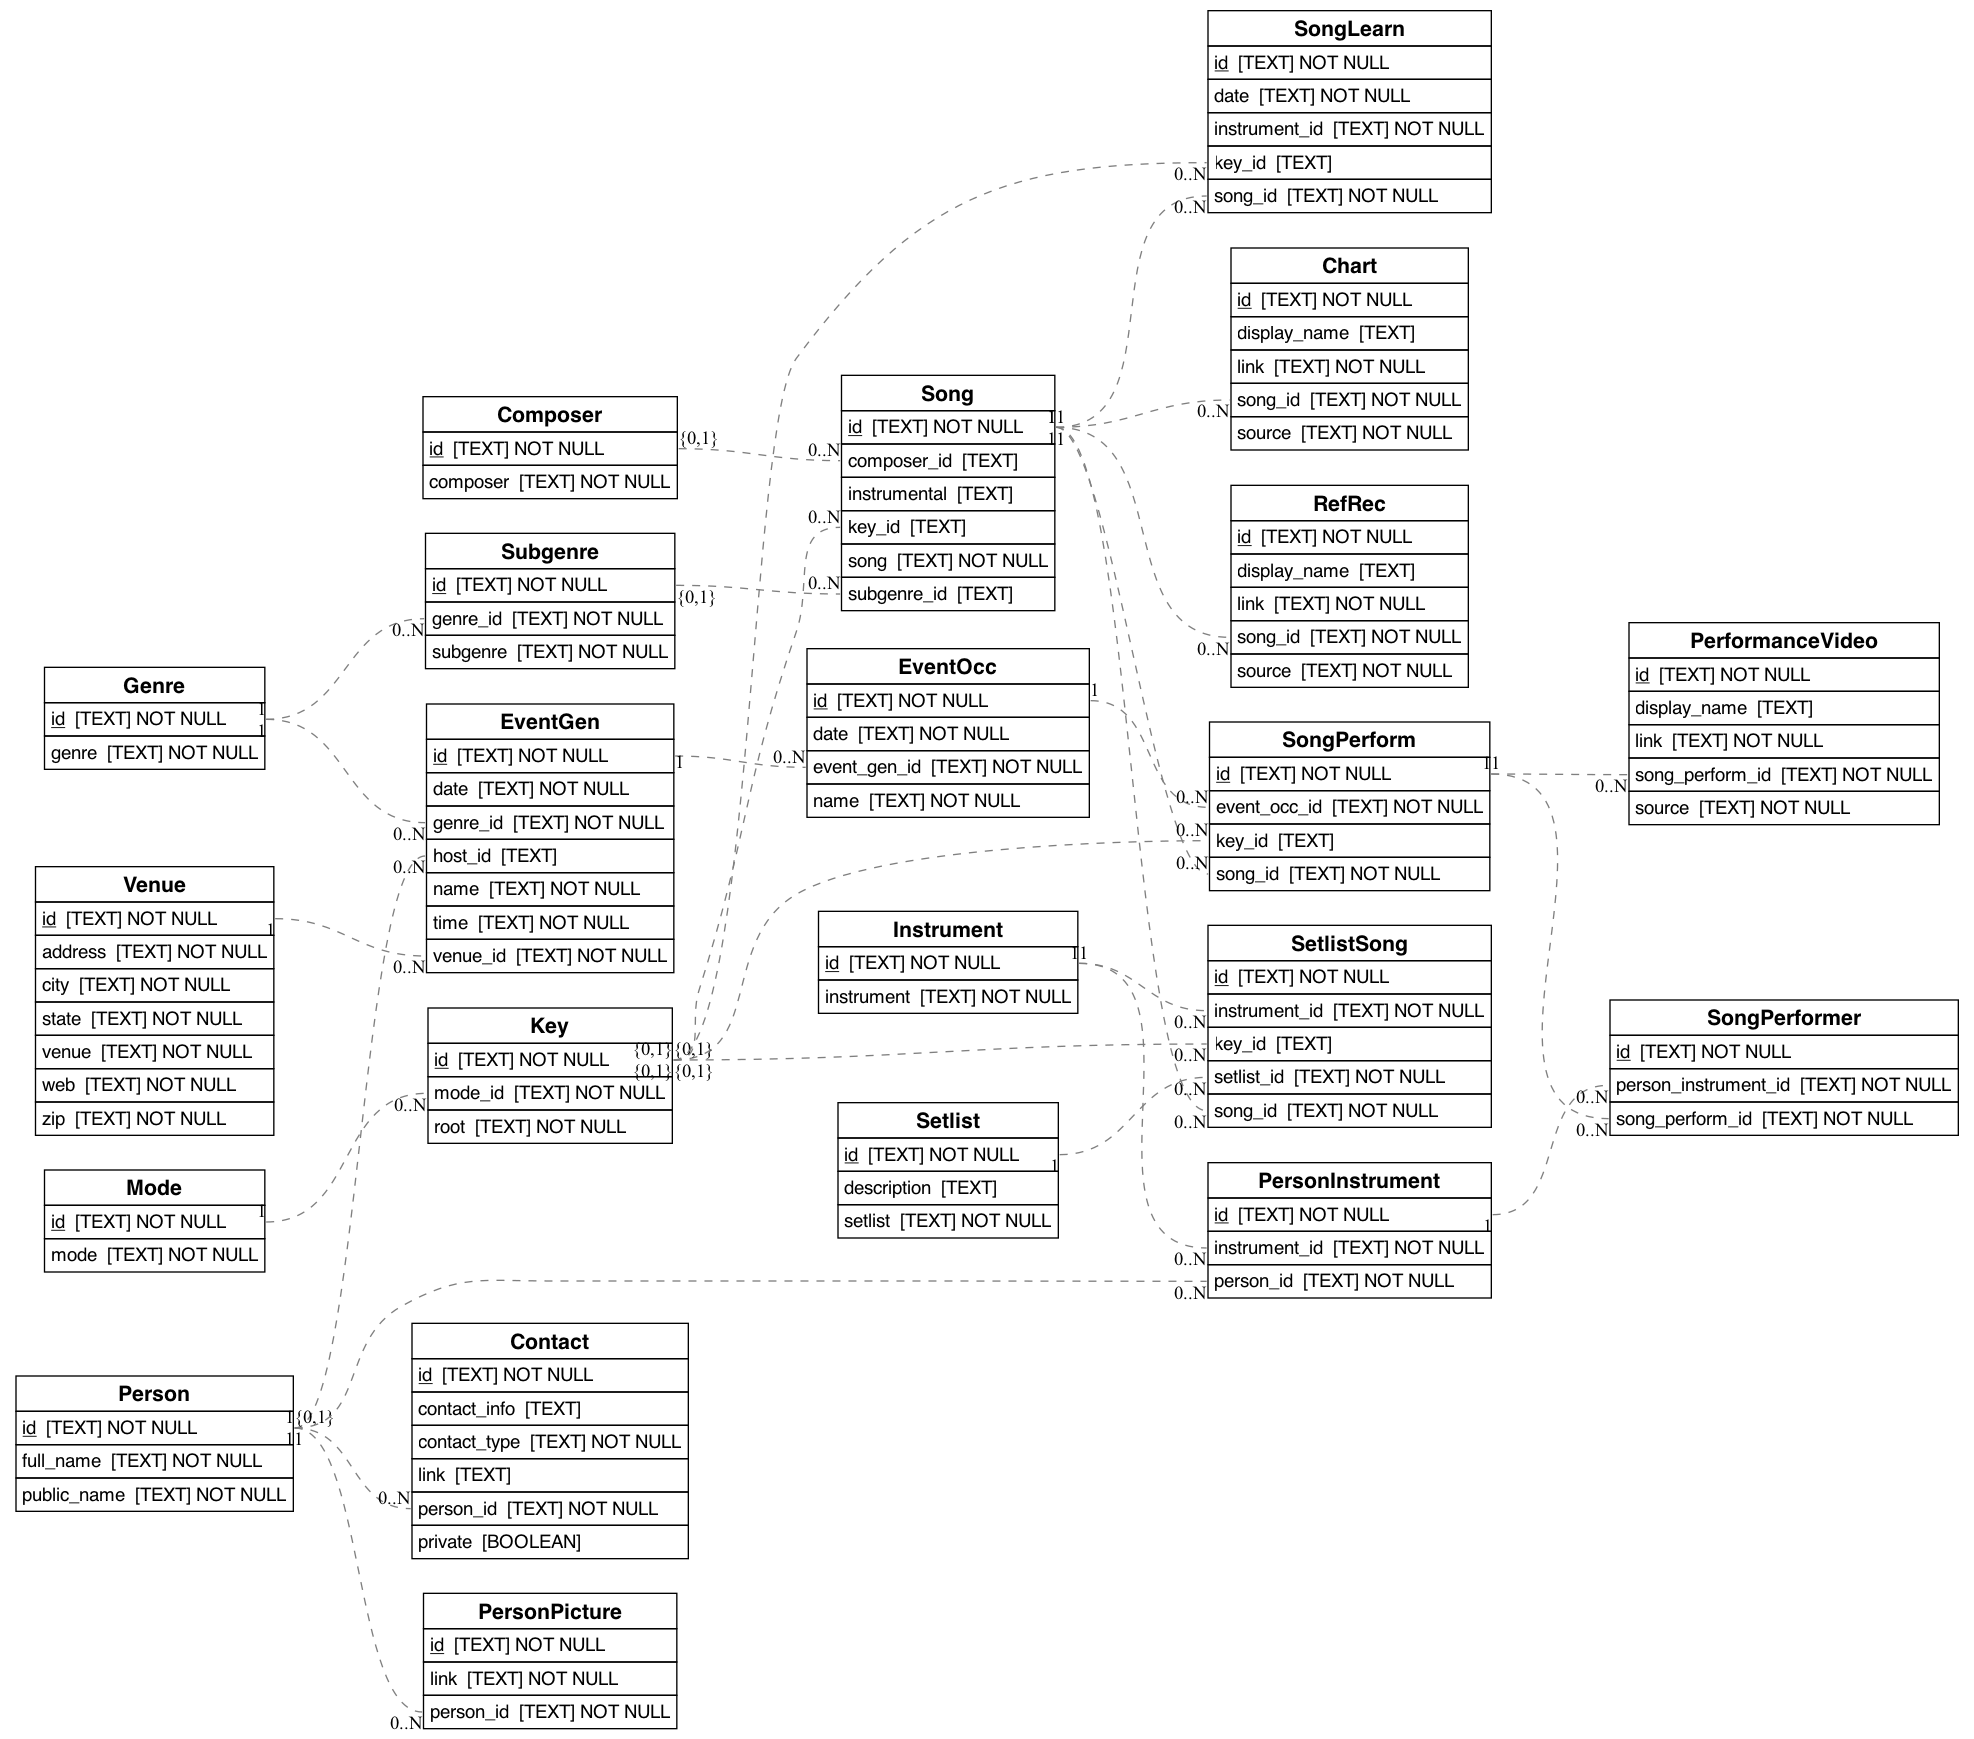 SongLearn
id [TEXT] NOT NULL
date [TEXT] NOT NULL
instrument_id [TEXT] NOT NULL
key_id [TEXT]
0..N
song_id [TEXT] NOT NULL
0..N
Chart
id [TEXT] NOT NULL
display_name [TEXT]
link [TEXT] NOT NULL
song_id [TEXT] NOT NULL
0..N
source [TEXT] NOT NULL
Composer
id [TEXT] NOT NULL
{0,1}
composer [TEXT] NOT NULL
Song
id [TEXT] NOT NULL
11
11
0..N
composer_id [TEXT]
instrumental [TEXT]
0..N
key_id [TEXT]
song [TEXT] NOT NULL
0..N
subgenre_id [TEXT]
RefRec
id [TEXT] NOT NULL
display_name [TEXT]
link [TEXT] NOT NULL
song_id [TEXT] NOT NULL
0..N
source [TEXT] NOT NULL
Subgenre
id [TEXT] NOT NULL
{0,1}
genre_id [TEXT] NOT NULL
0..N
subgenre [TEXT] NOT NULL
Genre
id [TEXT] NOT NULL
1
1
genre [TEXT] NOT NULL
EventGen
id [TEXT] NOT NULL
1
date [TEXT] NOT NULL
genre_id [TEXT] NOT NULL
0..N
host_id [TEXT]
0..N
name [TEXT] NOT NULL
time [TEXT] NOT NULL
venue_id [TEXT] NOT NULL
0..N
EventOcc
id [TEXT] NOT NULL
1
date [TEXT] NOT NULL
0..N
event_gen_id [TEXT] NOT NULL
name [TEXT] NOT NULL
PerformanceVideo
id [TEXT] NOT NULL
display_name [TEXT]
link [TEXT] NOT NULL
song_perform_id [TEXT] NOT NULL
0..N
source [TEXT] NOT NULL
SongPerform
11
id [TEXT] NOT NULL
0..N
event_occ_id [TEXT] NOT NULL
0..N
key_id [TEXT]
0..N
song_id [TEXT] NOT NULL
Venue
id [TEXT] NOT NULL
1
address [TEXT] NOT NULL
city [TEXT] NOT NULL
state [TEXT] NOT NULL
venue [TEXT] NOT NULL
web [TEXT] NOT NULL
zip [TEXT] NOT NULL
Instrument
11
id [TEXT] NOT NULL
instrument [TEXT] NOT NULL
SetlistSong
id [TEXT] NOT NULL
instrument_id [TEXT] NOT NULL
0..N
key_id [TEXT]
0..N
setlist_id [TEXT] NOT NULL
0..N
song_id [TEXT] NOT NULL
0..N
Key
{0,1} {0,1}
id [TEXT] NOT NULL
{0,1} {0,1}
mode_id [TEXT] NOT NULL
0..N
root [TEXT] NOT NULL
SongPerformer
id [TEXT] NOT NULL
person_instrument_id [TEXT] NOT NULL
0..N
song_perform_id [TEXT] NOT NULL
0..N
Setlist
id [TEXT] NOT NULL
1
description [TEXT]
setlist [TEXT] NOT NULL
Mode
1
id [TEXT] NOT NULL
mode [TEXT] NOT NULL
PersonInstrument
id [TEXT] NOT NULL
1
instrument_id [TEXT] NOT NULL
0..N
person_id [TEXT] NOT NULL
0..N
Person
1{0,1}
id [TEXT] NOT NULL
11
full_name [TEXT] NOT NULL
public_name [TEXT] NOT NULL
Contact
id [TEXT] NOT NULL
contact_info [TEXT]
contact_type [TEXT] NOT NULL
link [TEXT]
0..N
person_id [TEXT] NOT NULL
private [BOOLEAN]
PersonPicture
id [TEXT] NOT NULL
link [TEXT] NOT NULL
person_id [TEXT] NOT NULL
0..N